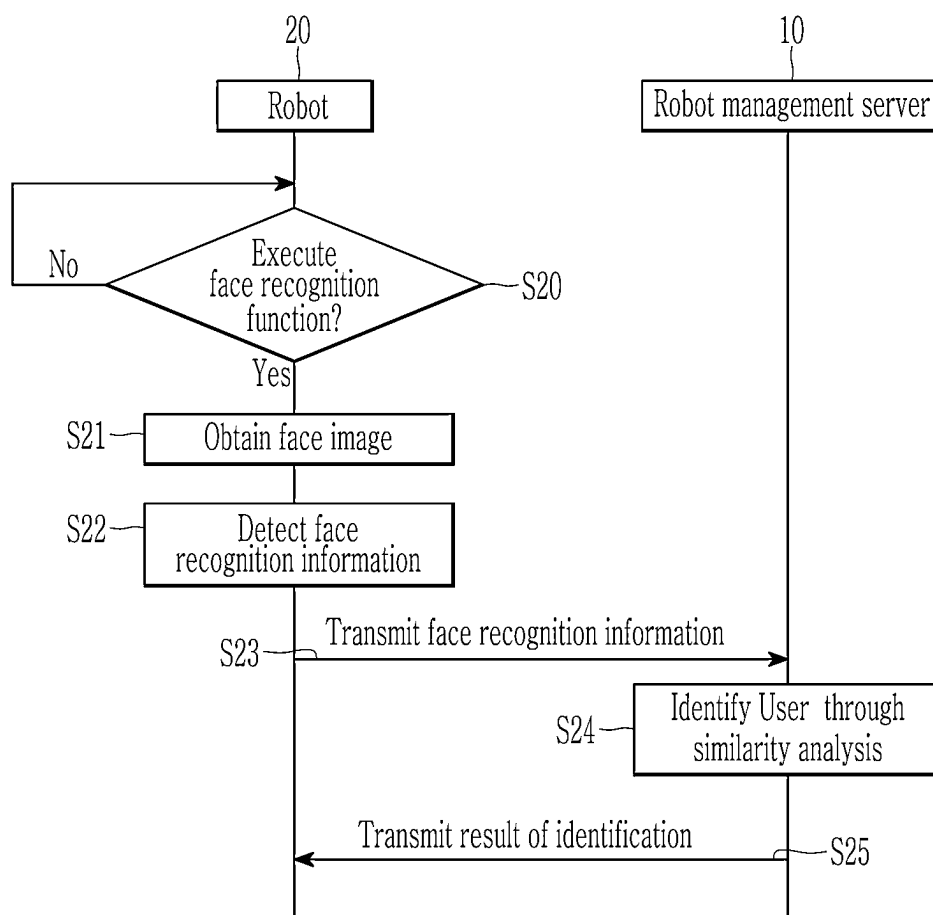 20
10
Robot
Robot management server
Execute
face recognition
function?
No
S20
Yes
S21
Obtain face image
S22
Detect face
recognition information
Transmit face recognition information
S23
Identify User through
similarity analysis
S24
Transmit result of identification
S25